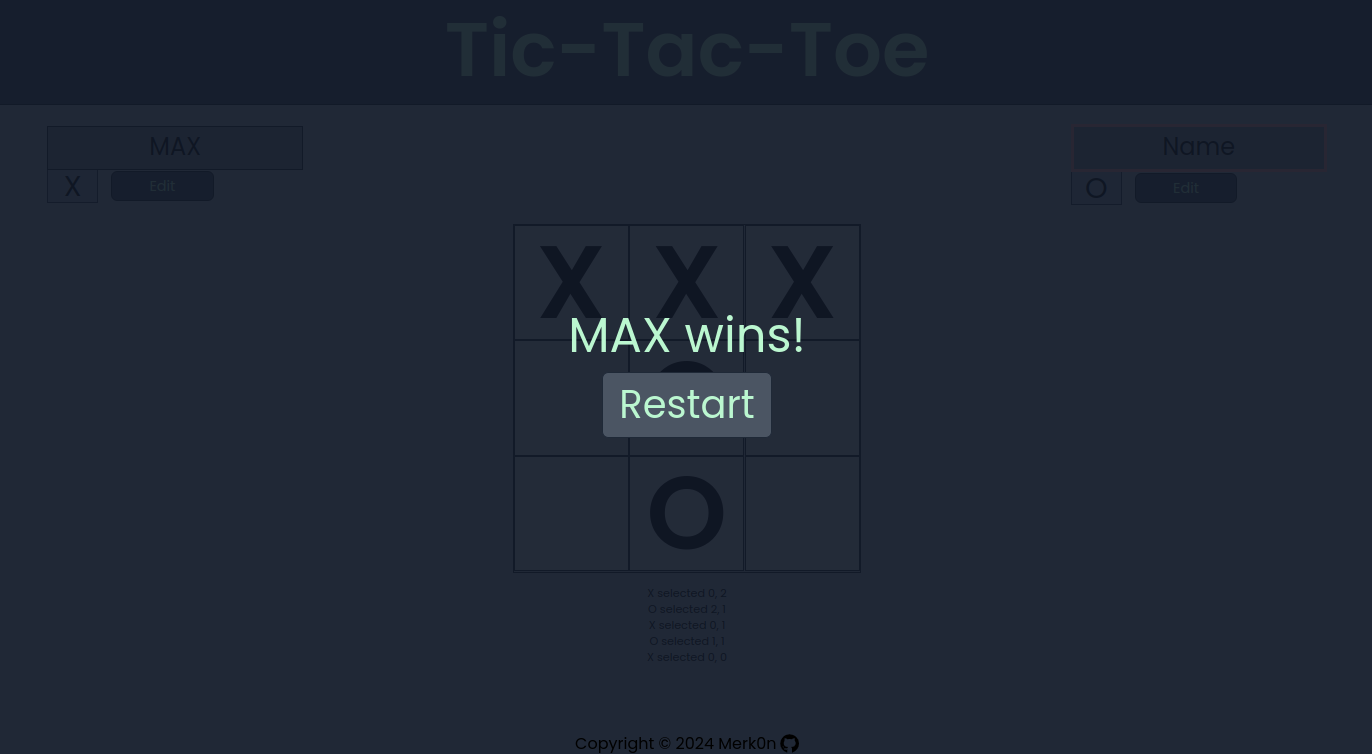 Tic-Tac-Toe
MAX
Name
X
Edit
O
Edit
X X X
MAX wins!
O
Restart
O
X selected 0, 2
O selected 2, 1
X selected 0, 1
O selected 1, 1
X selected 0, 0
Copyright © 2024 Merk0n